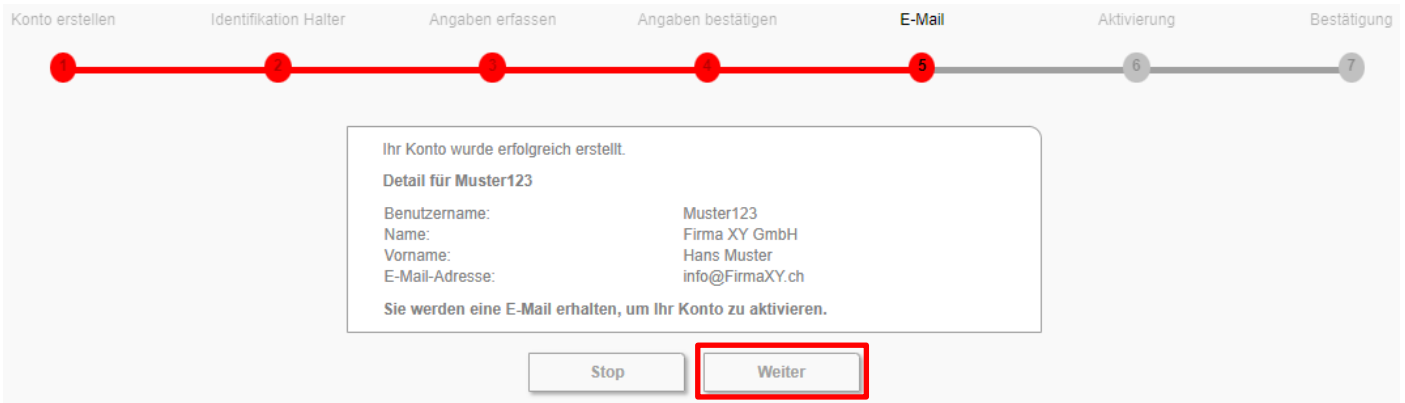 Konto erstellen Identifikation Halter Angaben erfassen Angaben bestätigen E-Mail Aktivierung Bestätigung
1 2 3 4 5 6 7
Ihr Konto wurde erfolgreich erstellt.
Detail für Muster123
Benutzername: Muster123
Name: Firma XY GmbH
Vorname: Hans Muster
E-Mail-Adresse: info@FirmaXY.ch
Sie werden eine E-Mail erhalten, um Ihr Konto zu aktivieren.
Stop Weiter